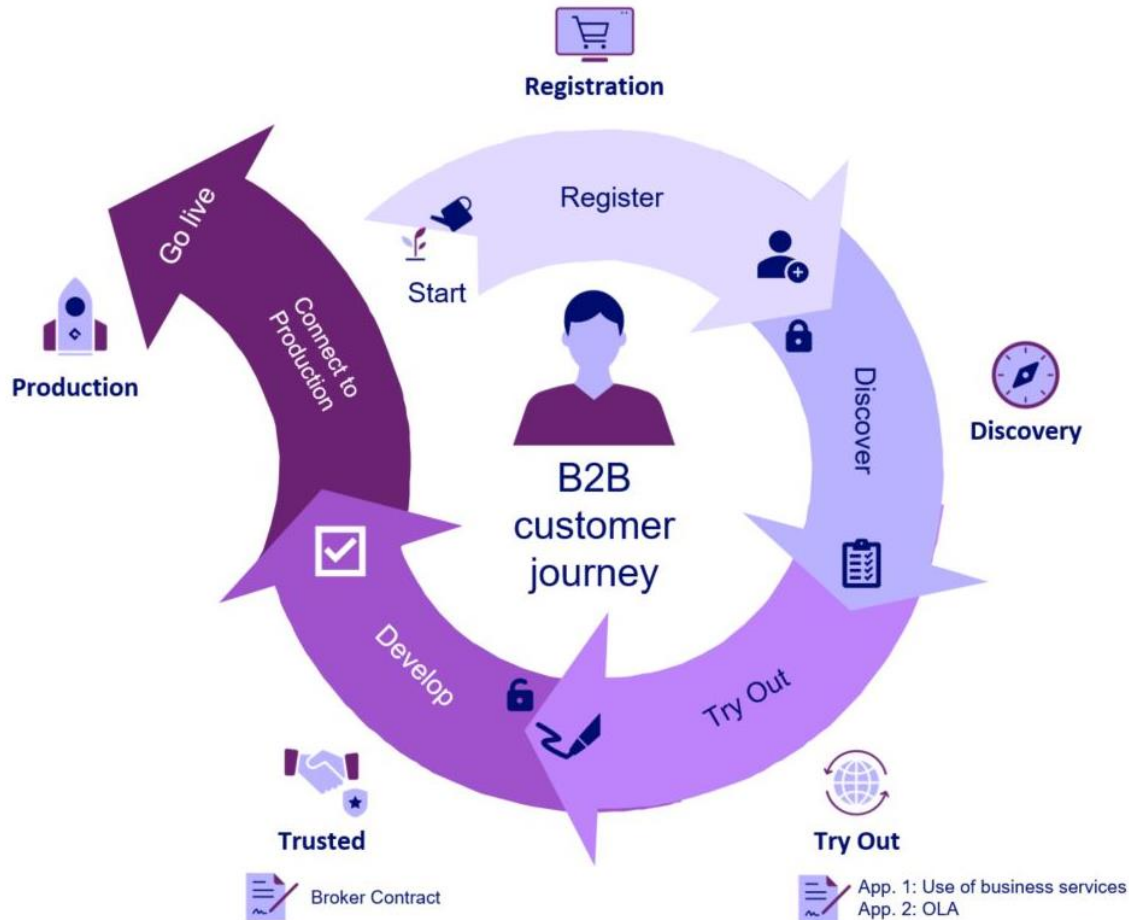 Registration
Register
Start
Discover
Discovery
B2B
customer
journey
Try Out
Try Out
App. 1: Use of business services
App. 2: OLA
Develop
Trusted
Broker Contract
Connect to
Production
Go live
Production